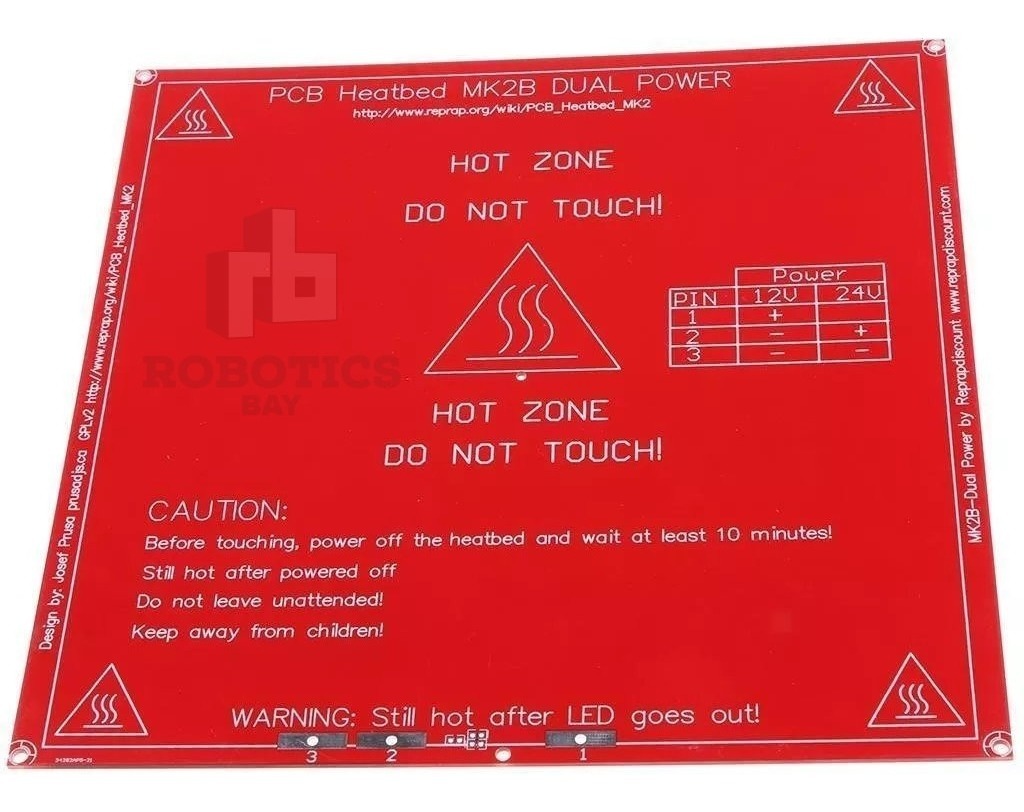 PCB Heatbed MK2B DUAL POWER
http://www.reprap.org/wiki/PCB_Heatbed_MK2
HOT ZONE
DO NOT TOUCH!
rb
ROBOTICS
BAY
Power
PIN 12V 24V
1 +
2 - +
3 - -
HOT ZONE
DO NOT TOUCH!
CAUTION:
Before touching, power off the heatbed and wait at least 10 minutes!
Still hot after powered off
Do not leave unattended!
Keep away from children!
WARNING: Still hot after LED goes out!
3 2 1
Design by: Josef Prusa prusadjs.ca GPLv2 http://www.reprap.org/wiki/PCB_Heatbed_MK2
MK2B-Dual Power by Reprapdiscount www.reprapdiscount.com